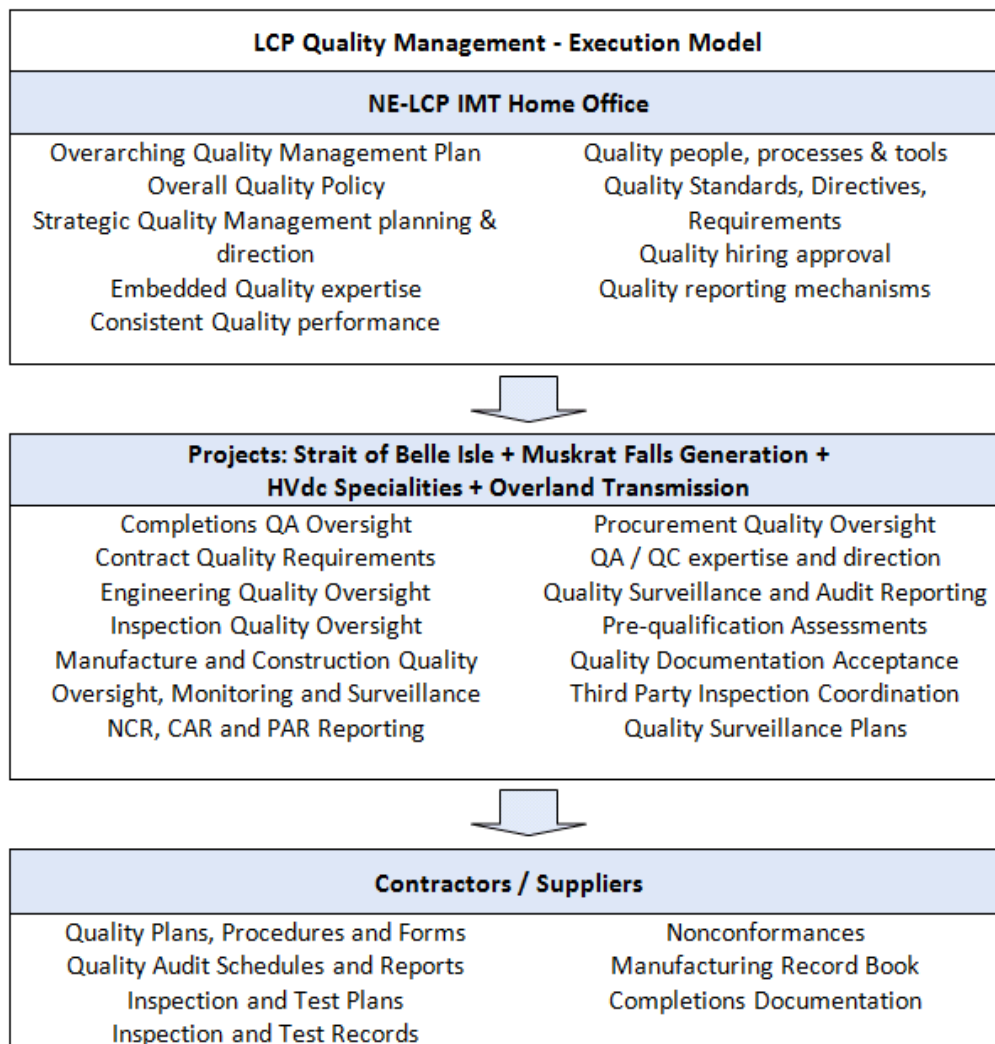 LCP Quality Management - Execution Model
NE-LCP IMT Home Office
Overarching Quality Management Plan
Overall Quality Policy
Strategic Quality Management planning &
direction
Embedded Quality expertise
Consistent Quality performance
Quality people, processes & tools
Quality Standards, Directives,
Requirements
Quality hiring approval
Quality reporting mechanisms
Projects: Strait of Belle Isle + Muskrat Falls Generation +
HVdc Specialities + Overland Transmission
Completions QA Oversight
Contract Quality Requirements
Engineering Quality Oversight
Inspection Quality Oversight
Manufacture and Construction Quality
Oversight, Monitoring and Surveillance
NCR, CAR and PAR Reporting
Procurement Quality Oversight
QA / QC expertise and direction
Quality Surveillance and Audit Reporting
Pre-qualification Assessments
Quality Documentation Acceptance
Third Party Inspection Coordination
Quality Surveillance Plans
Contractors / Suppliers
Quality Plans, Procedures and Forms
Quality Audit Schedules and Reports
Inspection and Test Plans
Inspection and Test Records
Nonconformances
Manufacturing Record Book
Completions Documentation